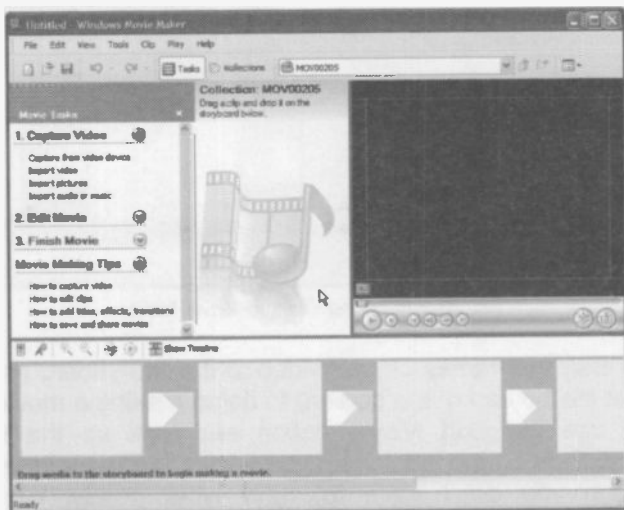 Untitled - Windows Movie Maker
File Edit View Tools Clip Play Help
Tasks Collections MOV00205
Movie Tasks
Collection: MOV00205
Drag a clip and drop it on the
storyboard below.
1. Capture Video
Capture from video device
Import video
Import pictures
Import audio or music
2. Edit Movie
3. Finish Movie
Movie Making Tips
How to capture video
How to edit clips
How to add titles, effects, transitions
How to save and share movies
Show Timeline
Drag media to the storyboard to begin making a movie.
Ready